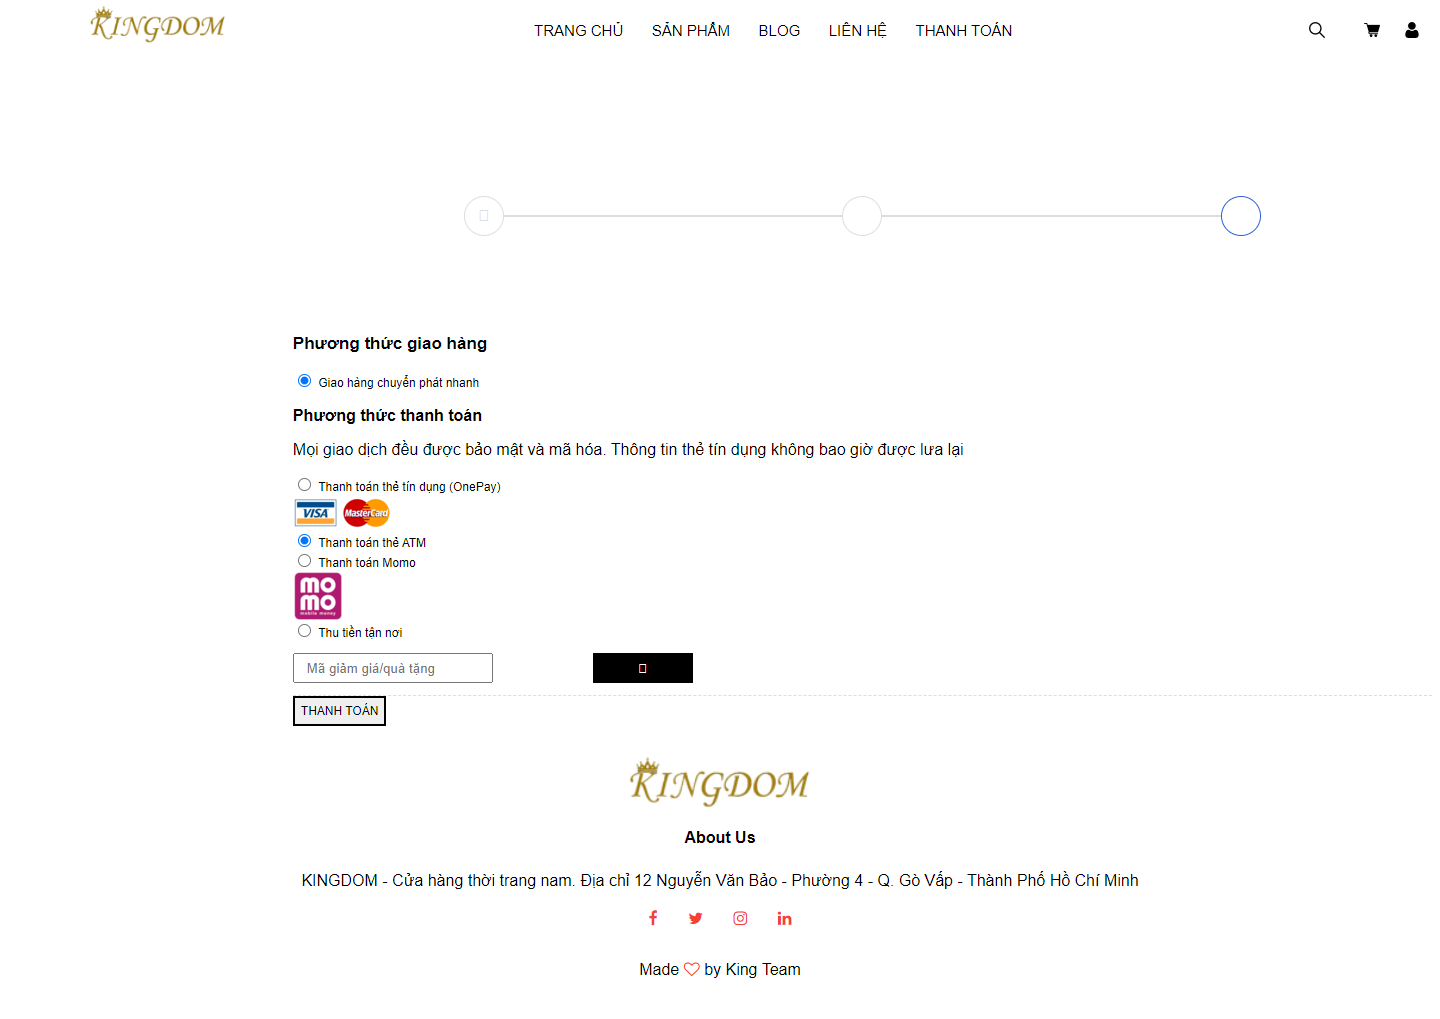 KINGDOM
TRANG CHỦ SẢN PHẨM BLOG LIÊN HỆ THANH TOÁN
Phương thức giao hàng
Giao hàng chuyển phát nhanh
Phương thức thanh toán
Mọi giao dịch đều được bảo mật và mã hóa. Thông tin thẻ tín dụng không bao giờ được lưa lại
Thanh toán thẻ tín dụng (OnePay)
VISA MasterCard
Thanh toán thẻ ATM
Thanh toán Momo
mo
mo
mobile money
Thu tiền tận nơi
Mã giảm giá/quà tặng
THANH TOÁN
KINGDOM
About Us
KINGDOM - Cửa hàng thời trang nam. Địa chỉ 12 Nguyễn Văn Bảo - Phường 4 - Q. Gò Vấp - Thành Phố Hồ Chí Minh
Made by King Team